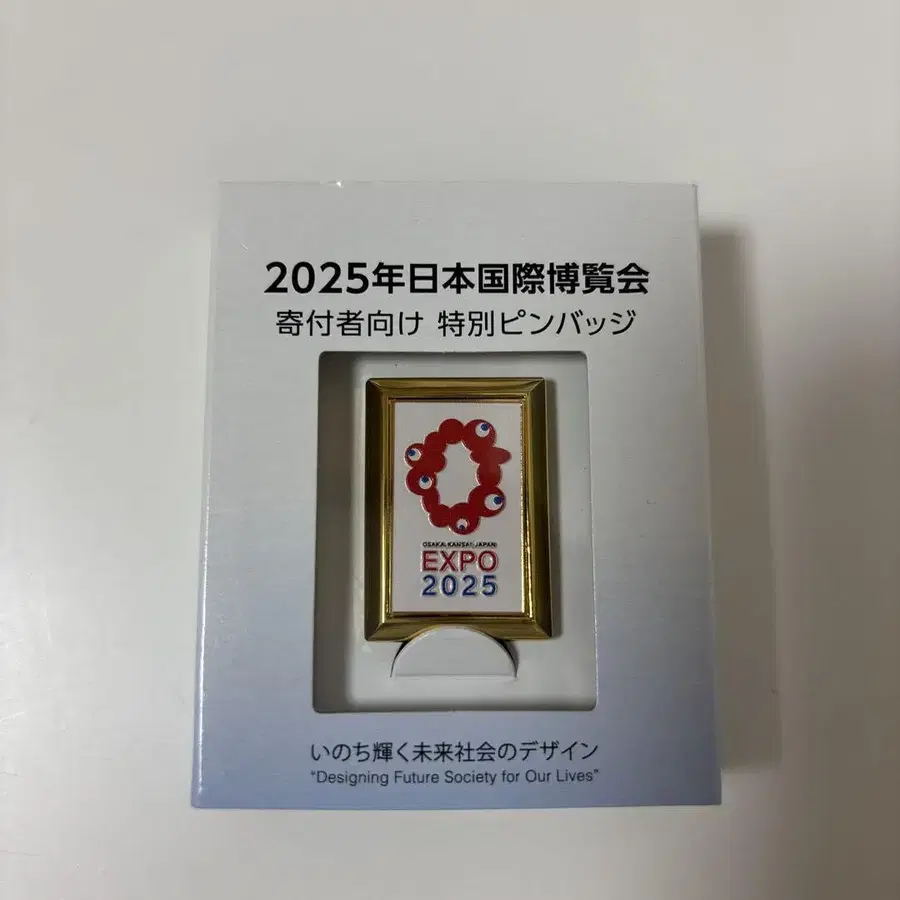 2025年日本国際博覧会
寄付者向け 特別ピンバッジ
OSAKA, KANSAI, JAPAN
EXPO
2025
いのち輝く未来社会のデザイン
"Designing Future Society for Our Lives"